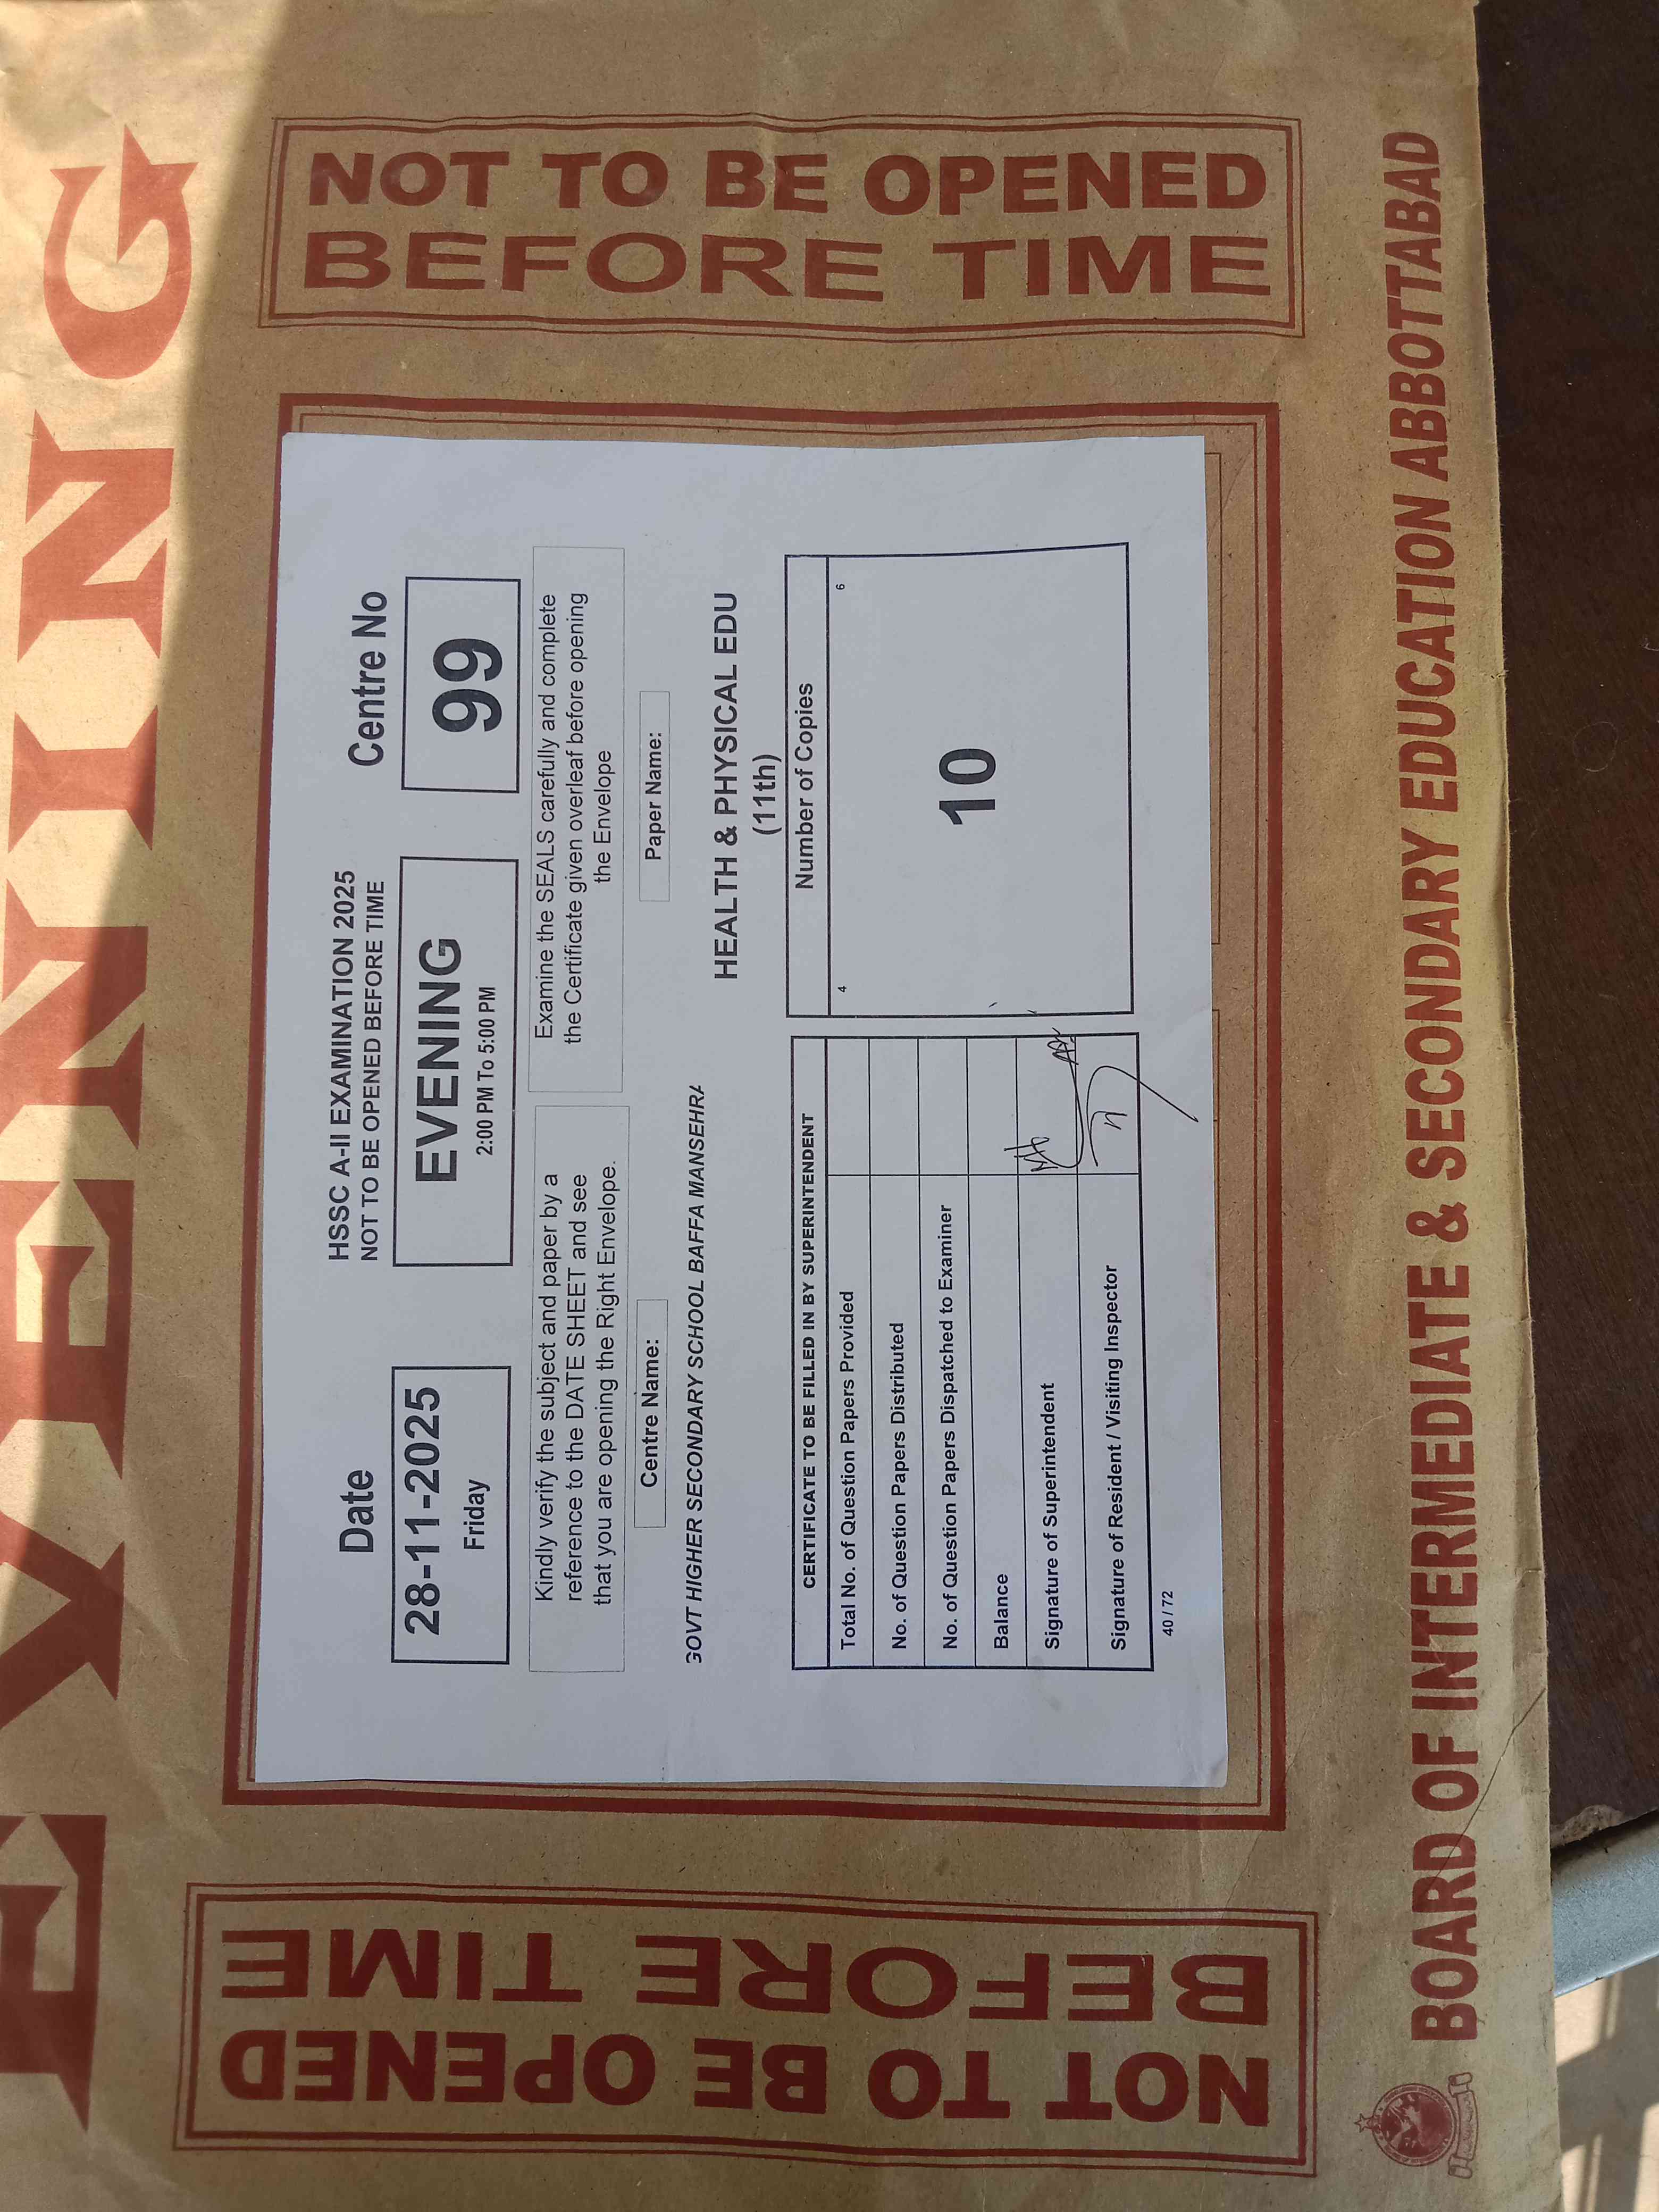 EVENING
NOT TO BE OPENED
BEFORE TIME
NOT TO BE OPENED
BEFORE TIME
HSSC A-II EXAMINATION 2025
NOT TO BE OPENED BEFORE TIME
Date
Centre No
28-11-2025
Friday
EVENING
2:00 PM To 5:00 PM
99
Kindly verify the subject and paper by a
reference to the DATE SHEET and see
that you are opening the Right Envelope.
Examine the SEALS carefully and complete
the Certificate given overleaf before opening
the Envelope
Centre Name:
Paper Name:
GOVT HIGHER SECONDARY SCHOOL BAFFA MANSEHRA
HEALTH & PHYSICAL EDU
(11th)
CERTIFICATE TO BE FILLED IN BY SUPERINTENDENT
Total No. of Question Papers Provided
No. of Question Papers Distributed
No. of Question Papers Dispatched to Examiner
Balance
Signature of Superintendent
Signature of Resident / Visiting Inspector
Number of Copies
4 6
10
40 / 72
BOARD OF INTERMEDIATE & SECONDARY EDUCATION ABBOTTABAD